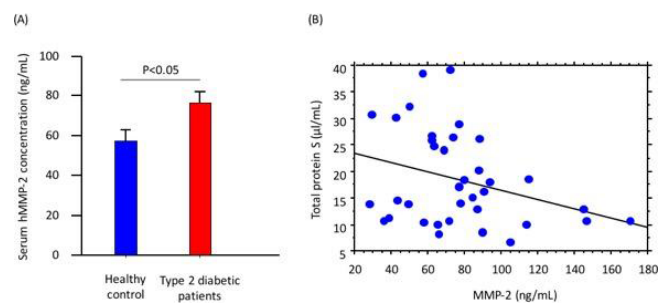 (A)
Serum hMMP-2 concentration (ng/mL)
100
80
60
40
20
0
P<0.05
Healthy
control
Type 2 diabetic
patients
(B)
Total protein S (µl/mL)
40
35
30
25
20
15
10
5
20
40
60
80
100
120
140
160
180
MMP-2 (ng/mL)